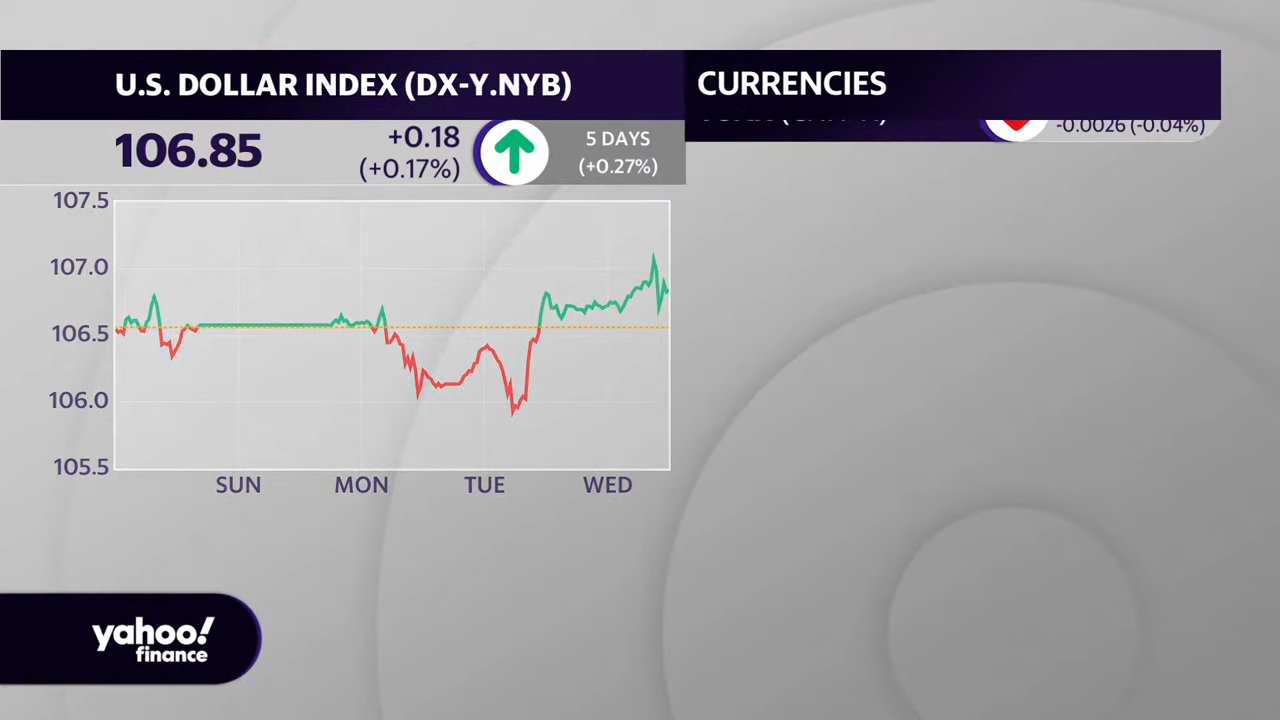 U.S. DOLLAR INDEX (DX-Y.NYB)
CURRENCIES
106.85
+0.18
(+0.17%)
5 DAYS
(+0.27%)
-0.0026 (-0.04%)
107.5
107.0
106.5
106.0
105.5
SUN MON TUE WED
yahoo!
finance